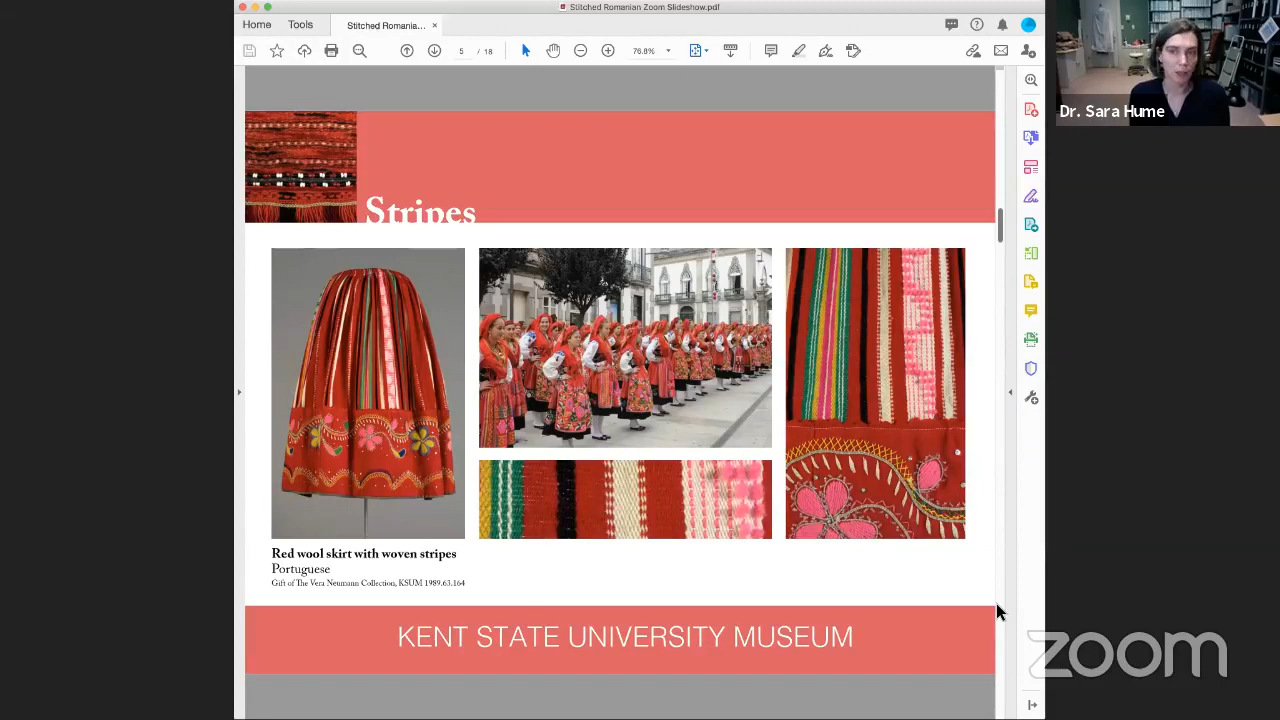 Stitched Romanian Zoom Slideshow.pdf
Home
Tools
Stitched Romania...
×
5 / 18
76.8%
Dr. Sara Hume
Stripes
Red wool skirt with woven stripes
Portuguese
Gift of The Vera Neumann Collection, KSUM 1989.63.164
KENT STATE UNIVERSITY MUSEUM
zoom